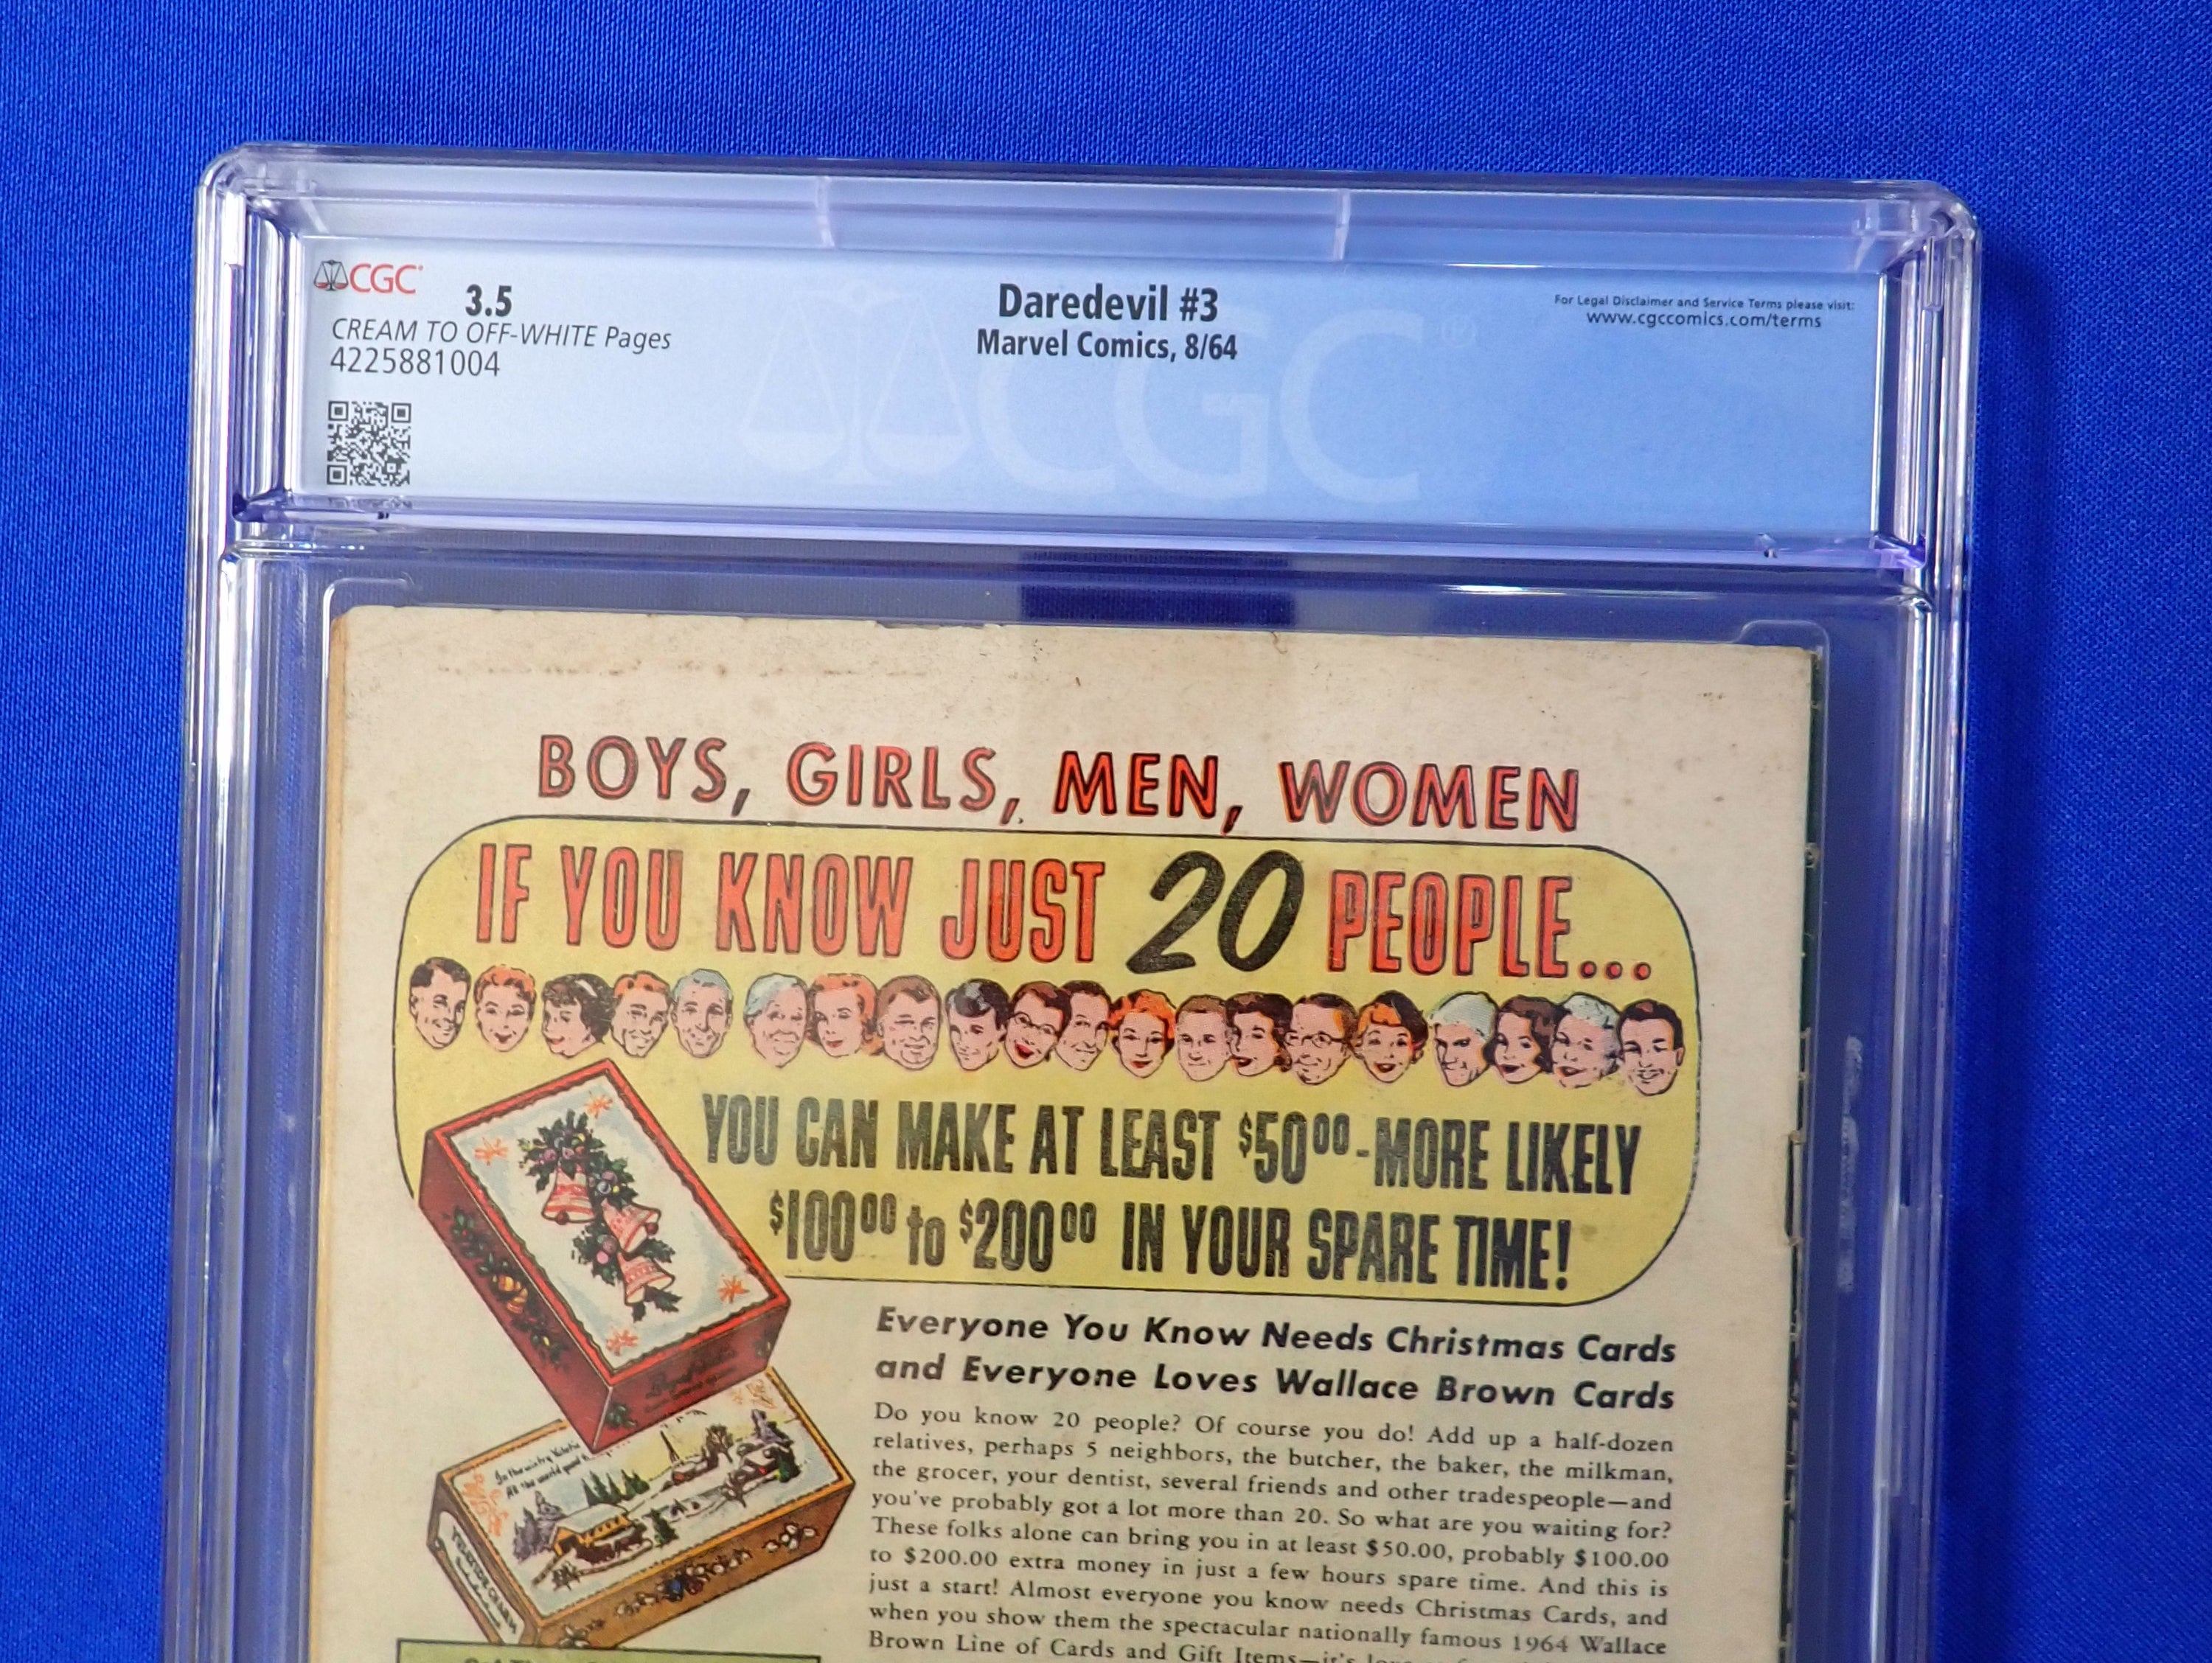 CGC
3.5
CREAM TO OFF-WHITE Pages
4225881004
Daredevil #3
Marvel Comics, 8/64
For Legal Disclaimer and Service Terms please visit:
www.cgccomics.com/terms
CGC
BOYS, GIRLS, MEN, WOMEN
IF YOU KNOW JUST 20 PEOPLE...
YOU CAN MAKE AT LEAST $50⁰⁰-MORE LIKELY
$100⁰⁰ to $200⁰⁰ IN YOUR SPARE TIME!
Everyone You Know Needs Christmas Cards
and Everyone Loves Wallace Brown Cards
Do you know 20 people? Of course you do! Add up a half-dozen
relatives, perhaps 5 neighbors, the butcher, the baker, the milkman,
the grocer, your dentist, several friends and other tradespeople—and
you've probably got a lot more than 20. So what are you waiting for?
These folks alone can bring you in at least $50.00, probably $100.00
to $200.00 extra money in just a few hours spare time. And this is
just a start! Almost everyone you know needs Christmas Cards, and
when you show them the spectacular nationally famous 1964 Wallace
Brown Line of Cards and Gift Items—it's